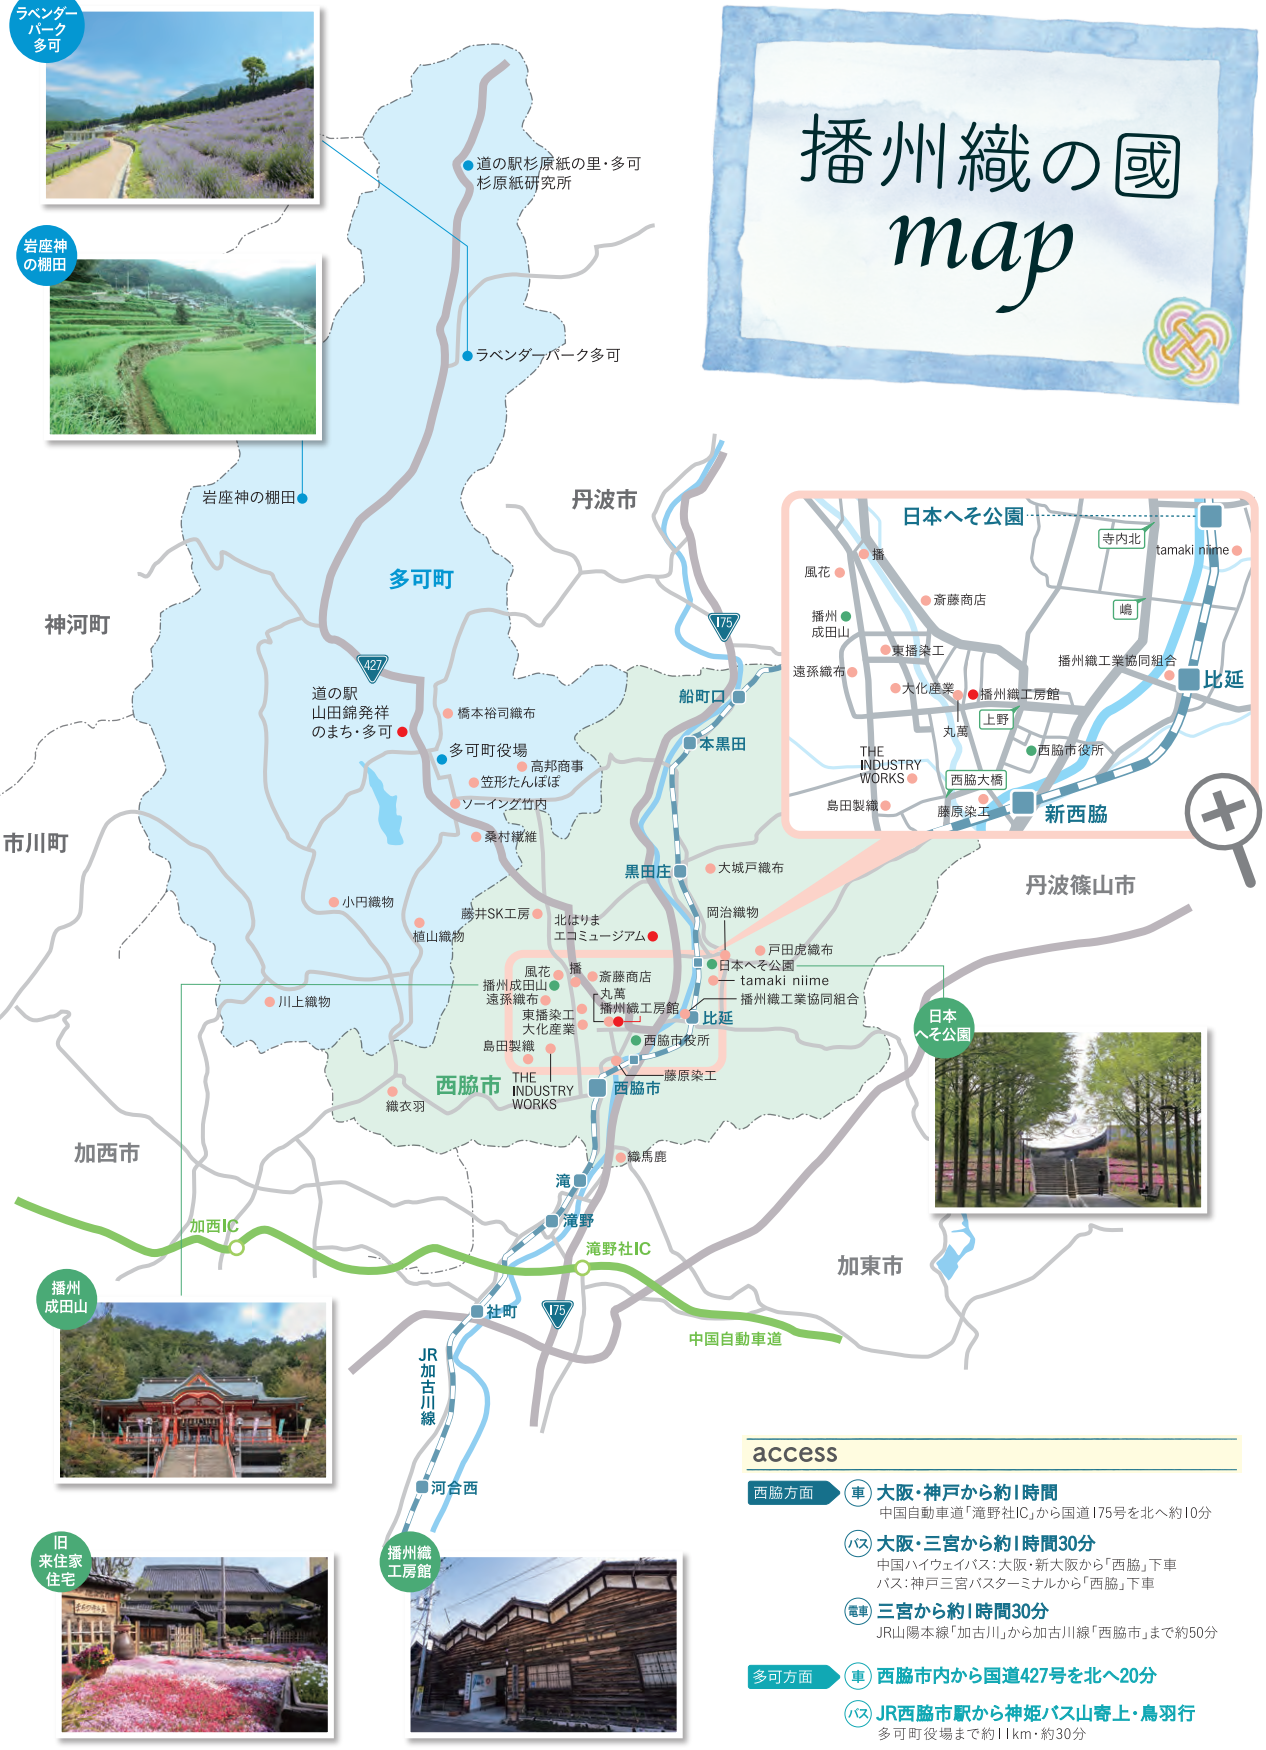 播州織の國
map
ラベンダー
パーク
多可
岩座神
の棚田
道の駅杉原紙の里・多可
杉原紙研究所
ラベンダーパーク多可
岩座神の棚田
丹波市
多可町
神河町
市川町
427
175
道の駅
山田錦発祥
のまち・多可
橋本裕司織布
多可町役場
高邦商事
笠形たんぽぽ
ソーイング竹内
桑村繊維
小円織物
植山織物
川上織物
船町口
本黒田
黒田庄
大城戸織布
岡治織物
戸田虎織布
藤井SK工房
北はりま
エコミュージアム
風花
播
斎藤商店
播州成田山
遠孫織布
丸萬
播州織工房館
東播染工
大化産業
島田製織
THE
INDUSTRY
WORKS
日本へそ公園
tamaki niime
播州織工業協同組合
比延
西脇市役所
藤原染工
西脇市
西脇市
織衣羽
織馬鹿
日本へそ公園
寺内北
tamaki niime
播
風花
斎藤商店
嶋
播州
成田山
東播染工
播州織工業協同組合
遠孫織布
大化産業
播州織工房館
比延
丸萬
上野
西脇市役所
THE
INDUSTRY
WORKS
西脇大橋
島田製織
藤原染工
新西脇
丹波篠山市
日本
へそ公園
加西市
加西IC
滝
滝野
滝野社IC
加東市
社町
175
中国自動車道
JR加古川線
河合西
播州
成田山
旧
来住家
住宅
播州織
工房館
access
西脇方面
車 大阪・神戸から約1時間
中国自動車道「滝野社IC」から国道175号を北へ約10分
バス 大阪・三宮から約1時間30分
中国ハイウェイバス：大阪・新大阪から「西脇」下車
バス：神戸三宮バスターミナルから「西脇」下車
電車 三宮から約1時間30分
JR山陽本線「加古川」から加古川線「西脇市」まで約50分
多可方面
車 西脇市内から国道427号を北へ20分
バス JR西脇市駅から神姫バス山寄上・鳥羽行
多可町役場まで約11km・約30分